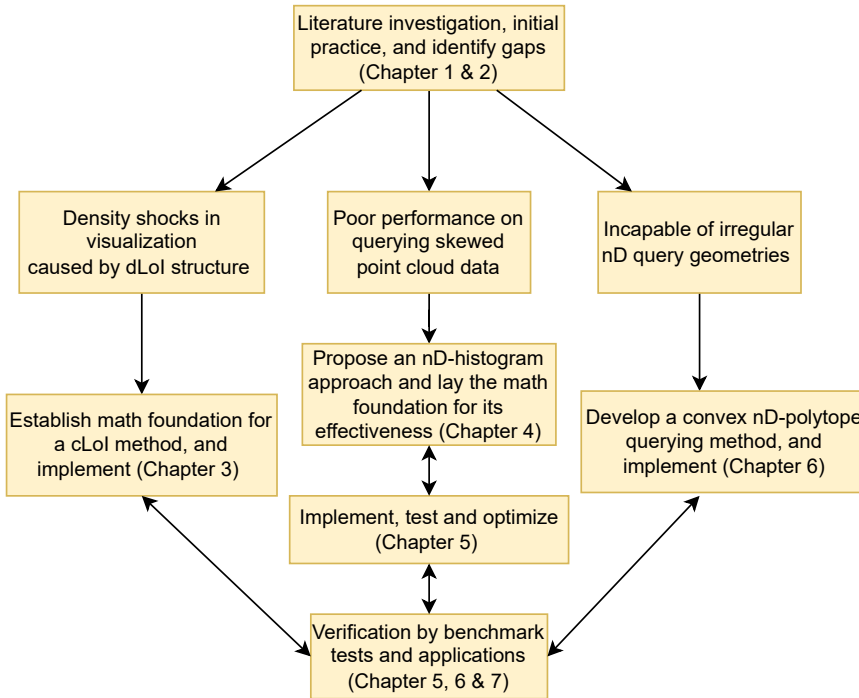 Literature investigation, initial
practice, and identify gaps
(Chapter 1 & 2)
Density shocks in
visualization
caused by dLoI structure
Poor performance on
querying skewed
point cloud data
Incapable of irregular
nD query geometries
Propose an nD-histogram
approach and lay the math
foundation for its
effectiveness (Chapter 4)
Establish math foundation for
a cLoI method, and
implement (Chapter 3)
Develop a convex nD-polytope
querying method, and
implement (Chapter 6)
Implement, test and optimize
(Chapter 5)
Verification by benchmark
tests and applications
(Chapter 5, 6 & 7)